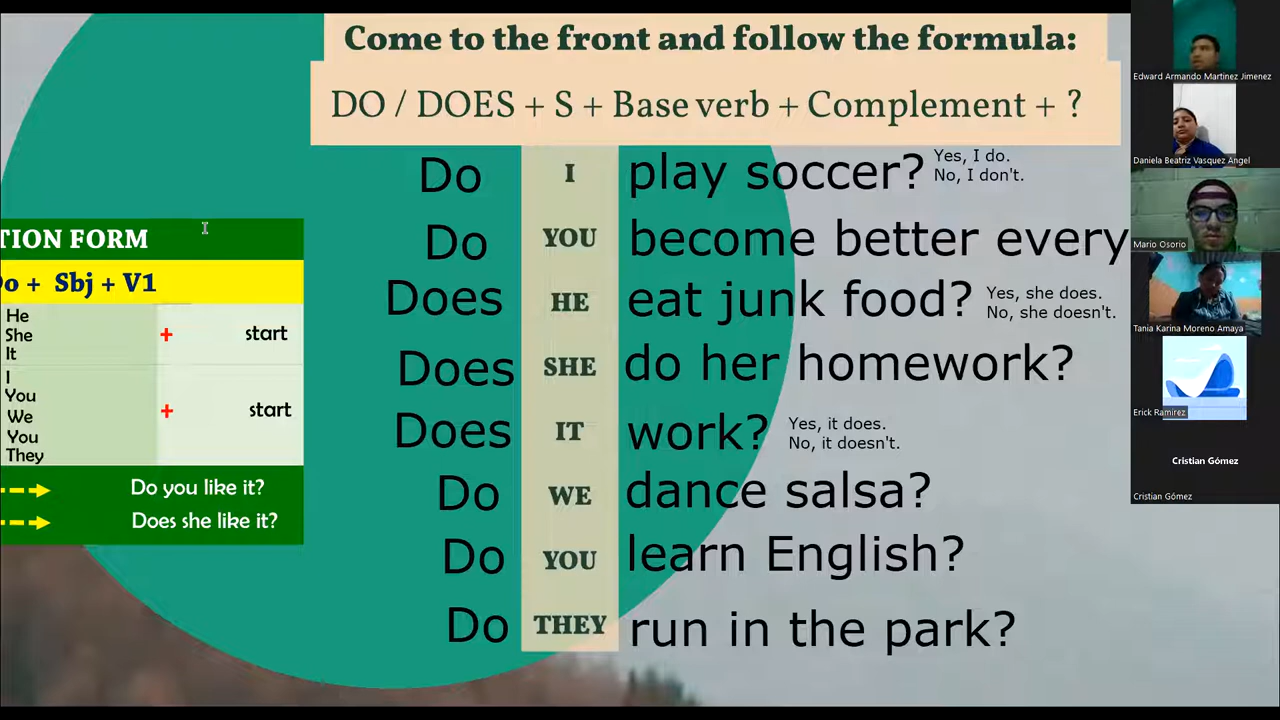 Come to the front and follow the formula:
DO / DOES + S + Base verb + Complement + ?
Do I play soccer? Yes, I do.
No, I don't.
Do YOU become better every
Does HE eat junk food? Yes, she does.
No, she doesn't.
Does SHE do her homework?
Does IT work? Yes, it does.
No, it doesn't.
Do WE dance salsa?
Do YOU learn English?
Do THEY run in the park?
TION FORM
Do + Sbj + V1
He
She + start
It
I
You
We + start
You
They
Do you like it?
Does she like it?
Edward Armando Martinez Jimenez
Daniela Beatriz Vasquez Angel
Mario Osorio
Tania Karina Moreno Amaya
Erick Ramirez
Cristian Gómez
Cristian Gómez